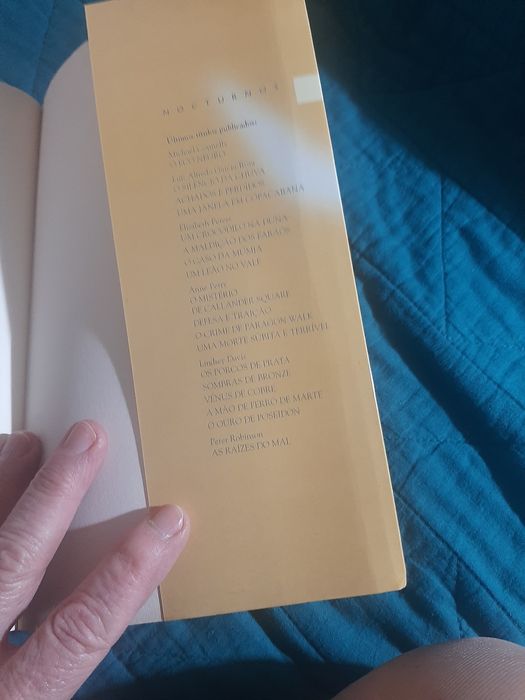 NOCTURNOS
Últimos títulos publicados:
Michael Connelly
O ECO NEGRO
Luiz Alfredo Garcia-Roza
O SILÊNCIO DA CHUVA
ACHADOS E PERDIDOS
UMA JANELA EM COPACABANA
Elizabeth Peters
UM CROCODILO NA DUNA
A MALDIÇÃO DOS FARAÓS
O CASO DA MÚMIA
UM LEÃO NO VALE
Anne Perry
O MISTÉRIO
DE CALLANDER SQUARE
DEFESA E TRAIÇÃO
O CRIME DE PARAGON WALK
UMA MORTE SÚBITA E TERRÍVEL
Lindsey Davis
OS PORCOS DE PRATA
SOMBRAS DE BRONZE
VÉNUS DE COBRE
A MÃO DE FERRO DE MARTE
O OURO DE POSEIDON
Peter Robinson
AS RAÍZES DO MAL